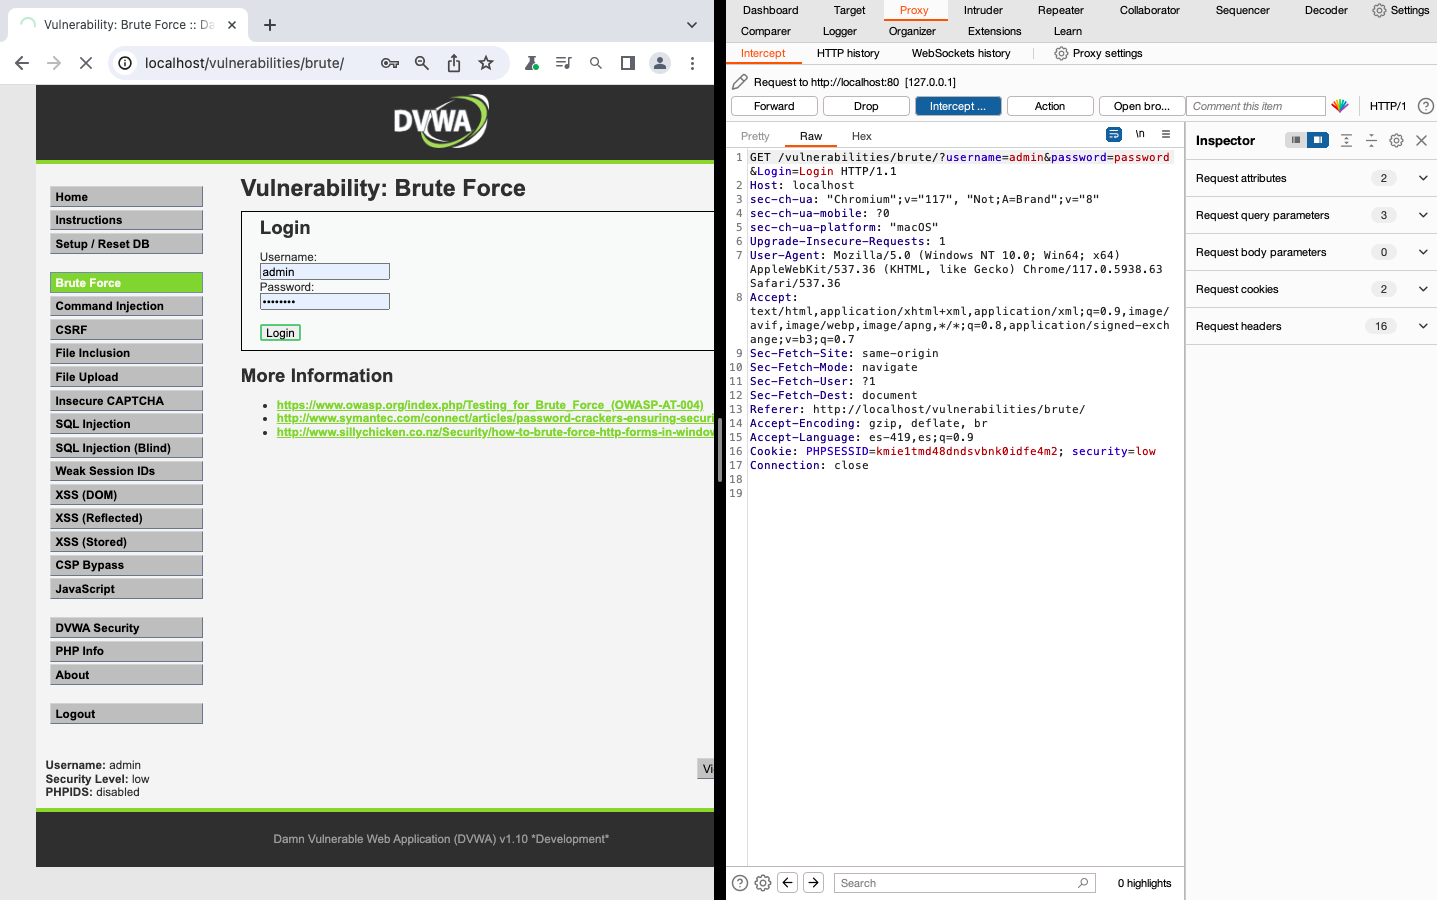 Vulnerability: Brute Force :: Da
localhost/vulnerabilities/brute/
DVWA
Home
Instructions
Setup / Reset DB
Brute Force
Command Injection
CSRF
File Inclusion
File Upload
Insecure CAPTCHA
SQL Injection
SQL Injection (Blind)
Weak Session IDs
XSS (DOM)
XSS (Reflected)
XSS (Stored)
CSP Bypass
JavaScript
DVWA Security
PHP Info
About
Logout
Vulnerability: Brute Force
Login
Username:
admin
Password:
••••••••
Login
More Information
https://www.owasp.org/index.php/Testing_for_Brute_Force_(OWASP-AT-004)
http://www.symantec.com/connect/articles/password-crackers-ensuring-securi
http://www.sillychicken.co.nz/Security/how-to-brute-force-http-forms-in-window
Username: admin
Security Level: low
PHPIDS: disabled
Vi
Damn Vulnerable Web Application (DVWA) v1.10 *Development*
Dashboard Target Proxy Intruder Repeater Collaborator Sequencer Decoder Settings
Comparer Logger Organizer Extensions Learn
Intercept HTTP history WebSockets history Proxy settings
Request to http://localhost:80 [127.0.0.1]
Forward Drop Intercept ... Action Open bro... Comment this item HTTP/1 ?
Pretty Raw Hex \n
1 GET /vulnerabilities/brute/?username=admin&password=password
&Login=Login HTTP/1.1
2 Host: localhost
3 sec-ch-ua: "Chromium";v="117", "Not;A=Brand";v="8"
4 sec-ch-ua-mobile: ?0
5 sec-ch-ua-platform: "macOS"
6 Upgrade-Insecure-Requests: 1
7 User-Agent: Mozilla/5.0 (Windows NT 10.0; Win64; x64)
AppleWebKit/537.36 (KHTML, like Gecko) Chrome/117.0.5938.63
Safari/537.36
8 Accept:
text/html,application/xhtml+xml,application/xml;q=0.9,image/
avif,image/webp,image/apng,*/*;q=0.8,application/signed-exch
ange;v=b3;q=0.7
9 Sec-Fetch-Site: same-origin
10 Sec-Fetch-Mode: navigate
11 Sec-Fetch-User: ?1
12 Sec-Fetch-Dest: document
13 Referer: http://localhost/vulnerabilities/brute/
14 Accept-Encoding: gzip, deflate, br
15 Accept-Language: es-419,es;q=0.9
16 Cookie: PHPSESSID=kmie1tmd48dndsvbnk0idfe4m2; security=low
17 Connection: close
18
19
Inspector
Request attributes 2
Request query parameters 3
Request body parameters 0
Request cookies 2
Request headers 16
? Search 0 highlights